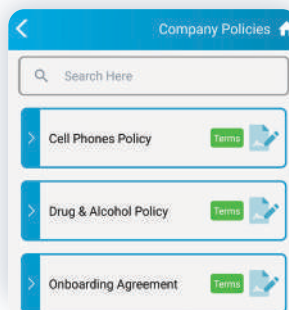 Company Policies
Search Here
Cell Phones Policy
Terms
Drug & Alcohol Policy
Terms
Onboarding Agreement
Terms